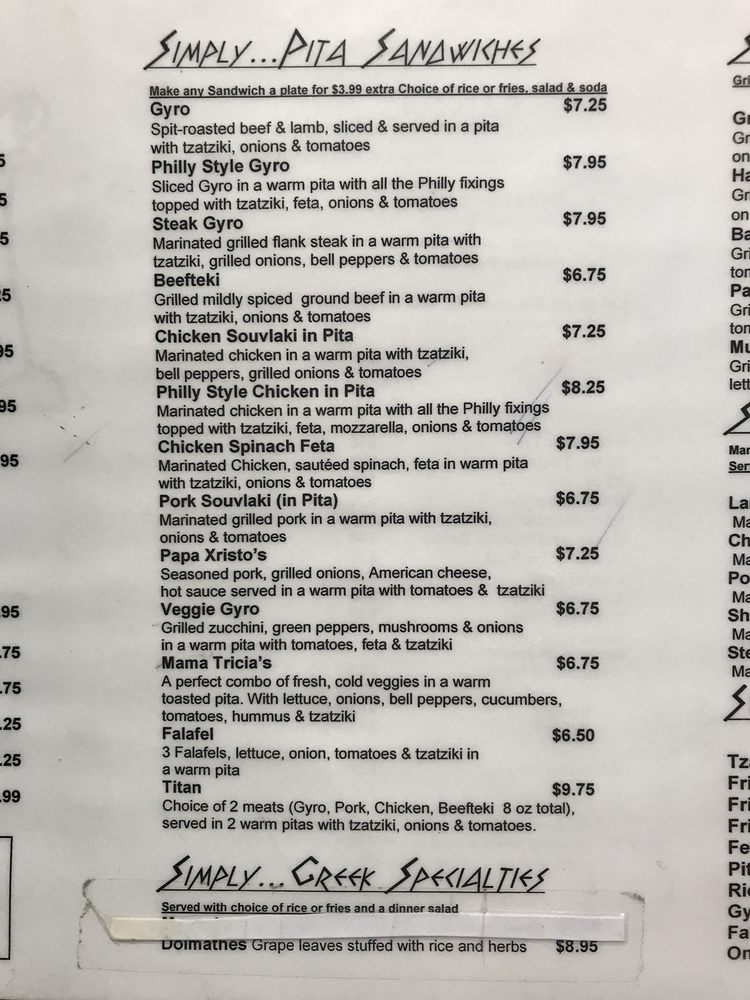 SIMPLY...PITA SANDWICHES
Make any Sandwich a plate for $3.99 extra Choice of rice or fries, salad & soda
Gyro $7.25
Spit-roasted beef & lamb, sliced & served in a pita
with tzatziki, onions & tomatoes
Philly Style Gyro $7.95
Sliced Gyro in a warm pita with all the Philly fixings
topped with tzatziki, feta, onions & tomatoes
Steak Gyro $7.95
Marinated grilled flank steak in a warm pita with
tzatziki, grilled onions, bell peppers & tomatoes
Beefteki $6.75
Grilled mildly spiced ground beef in a warm pita
with tzatziki, onions & tomatoes
Chicken Souvlaki in Pita $7.25
Marinated chicken in a warm pita with tzatziki,
bell peppers, grilled onions & tomatoes
Philly Style Chicken in Pita $8.25
Marinated chicken in a warm pita with all the Philly fixings
topped with tzatziki, feta, mozzarella, onions & tomatoes
Chicken Spinach Feta $7.95
Marinated Chicken, sautéed spinach, feta in warm pita
with tzatziki, onions & tomatoes
Pork Souvlaki (in Pita) $6.75
Marinated grilled pork in a warm pita with tzatziki,
onions & tomatoes
Papa Xristo's $7.25
Seasoned pork, grilled onions, American cheese,
hot sauce served in a warm pita with tomatoes & tzatziki
Veggie Gyro $6.75
Grilled zucchini, green peppers, mushrooms & onions
in a warm pita with tomatoes, feta & tzatziki
Mama Tricia's $6.75
A perfect combo of fresh, cold veggies in a warm
toasted pita. With lettuce, onions, bell peppers, cucumbers,
tomatoes, hummus & tzatziki
Falafel $6.50
3 Falafels, lettuce, onion, tomatoes & tzatziki in
a warm pita
Titan $9.75
Choice of 2 meats (Gyro, Pork, Chicken, Beefteki 8 oz total),
served in 2 warm pitas with tzatziki, onions & tomatoes.
SIMPLY...GREEK SPECIALTIES
Served with choice of rice or fries and a dinner salad
Dolmathes Grape leaves stuffed with rice and herbs $8.95